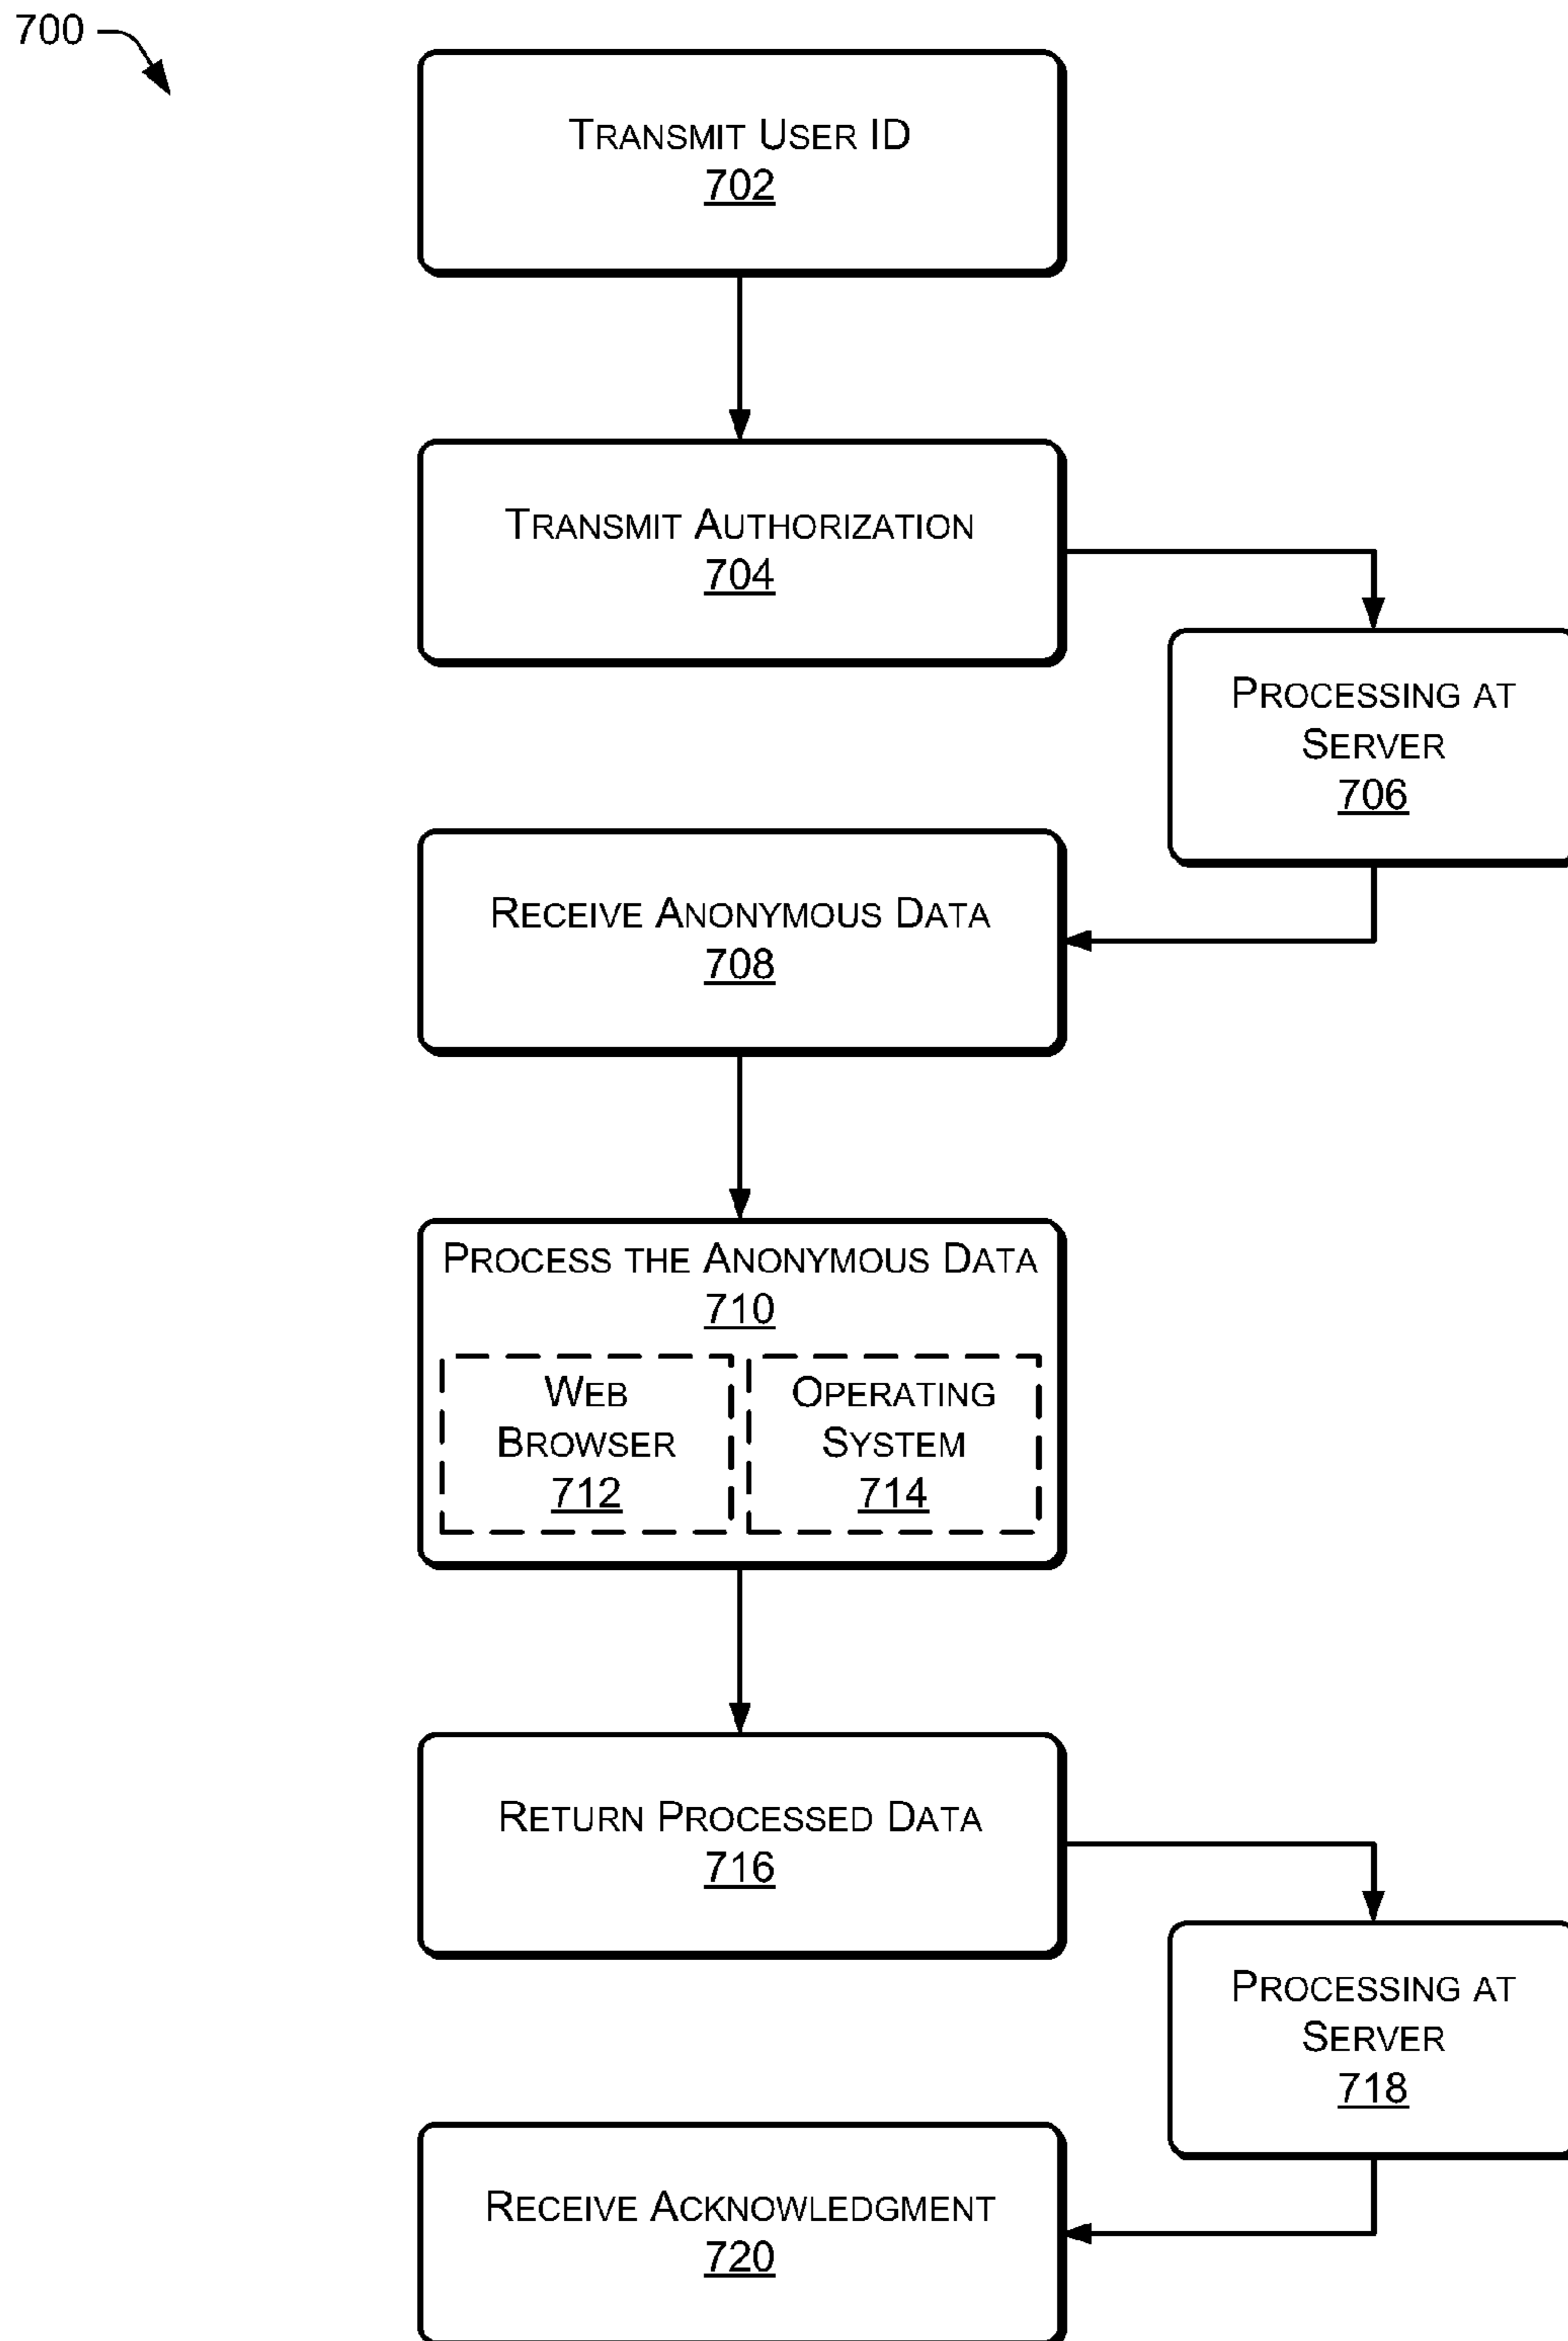 700
TRANSMIT USER ID
702
TRANSMIT AUTHORIZATION
704
PROCESSING AT
SERVER
706
RECEIVE ANONYMOUS DATA
708
PROCESS THE ANONYMOUS DATA
710
WEB
BROWSER
712
OPERATING
SYSTEM
714
RETURN PROCESSED DATA
716
PROCESSING AT
SERVER
718
RECEIVE ACKNOWLEDGMENT
720